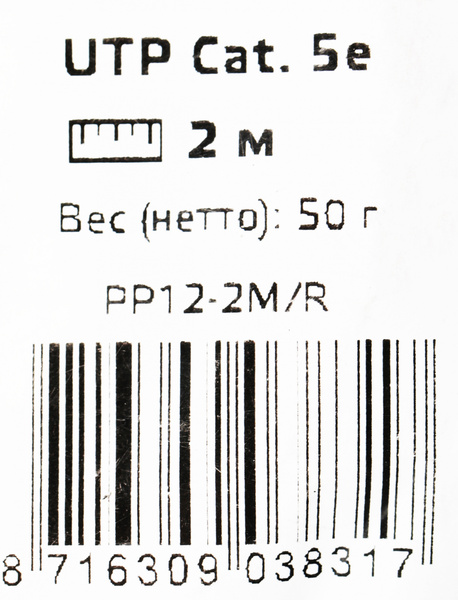 UTP Cat. 5e
2 м
Вес (нетто): 50 г
PP12-2M/R
8 716309 038317